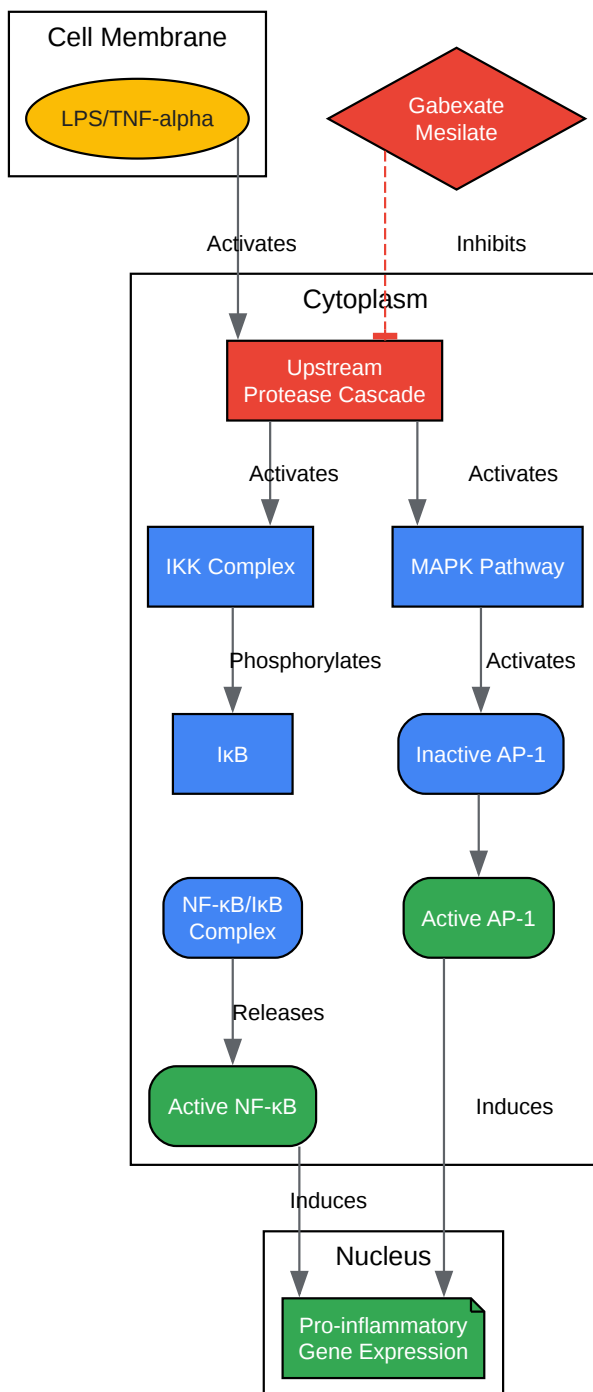 Cell Membrane
LPS/TNF-alpha
Gabexate
Mesilate
Activates
Inhibits
Cytoplasm
Upstream
Protease Cascade
Activates
Activates
IKK Complex
MAPK Pathway
Phosphorylates
Activates
IκB
Inactive AP-1
NF-κB/IκB
Complex
Active AP-1
Releases
Active NF-κB
Induces
Induces
Nucleus
Pro-inflammatory
Gene Expression